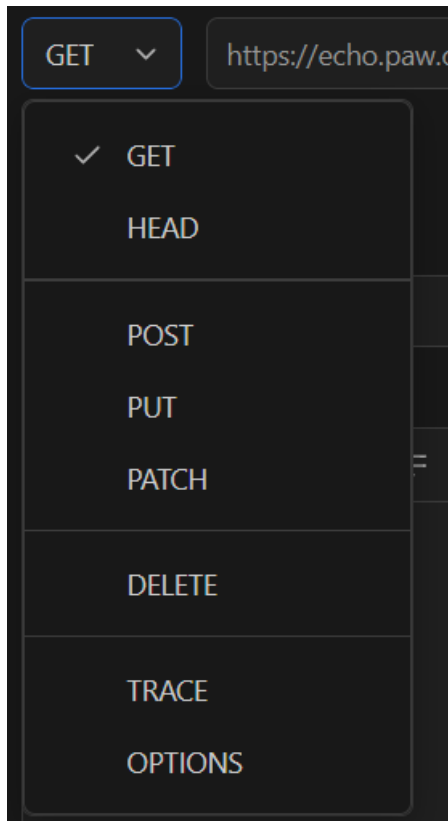 GET
https://echo.paw.
GET
HEAD
POST
PUT
PATCH
DELETE
TRACE
OPTIONS